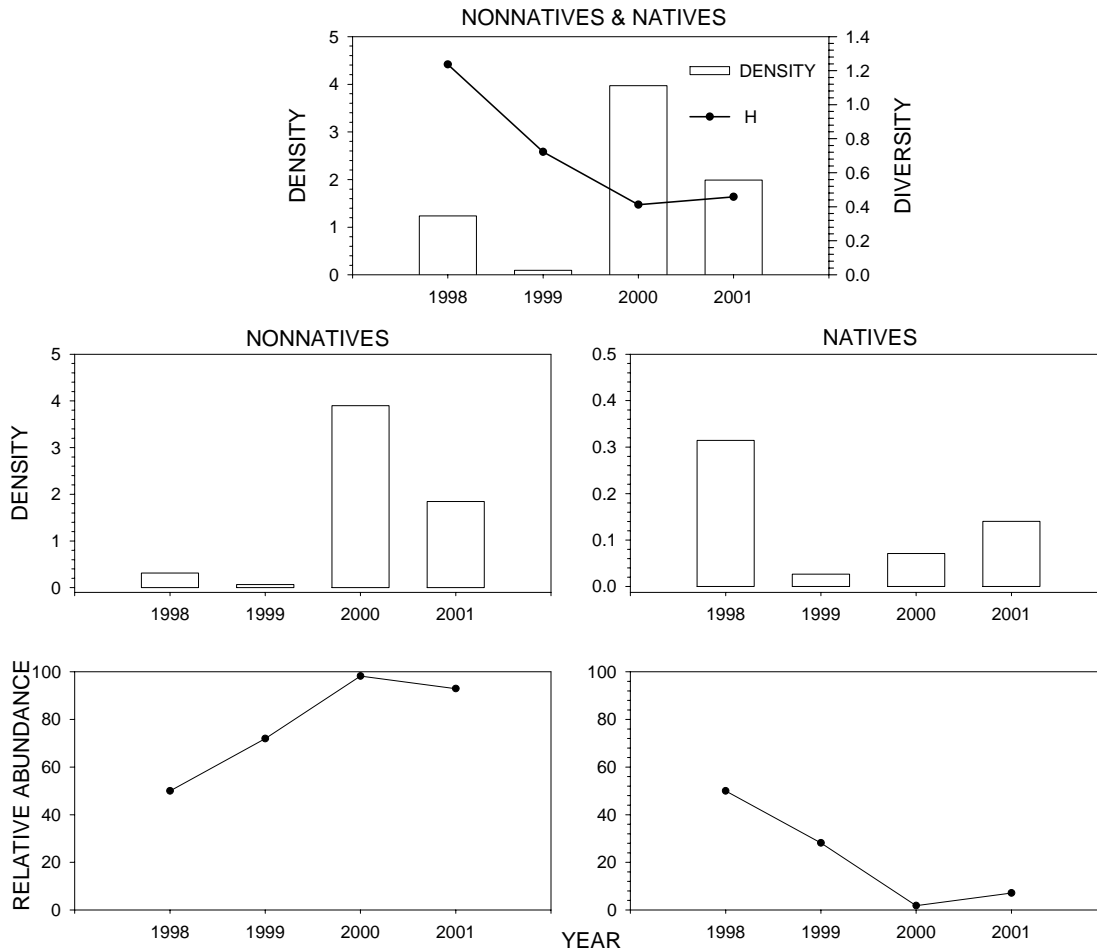 NONNATIVES & NATIVES
5
4
3
2
1
0
DENSITY
1.4
1.2
1.0
0.8
0.6
0.4
0.2
0.0
DIVERSITY
DENSITY
H
1998 1999 2000 2001
NONNATIVES
5
4
3
2
1
0
DENSITY
1998 1999 2000 2001
NATIVES
0.5
0.4
0.3
0.2
0.1
0.0
1998 1999 2000 2001
100
80
60
40
20
0
RELATIVE ABUNDANCE
1998 1999 2000 2001
100
80
60
40
20
0
1998 1999 2000 2001
YEAR